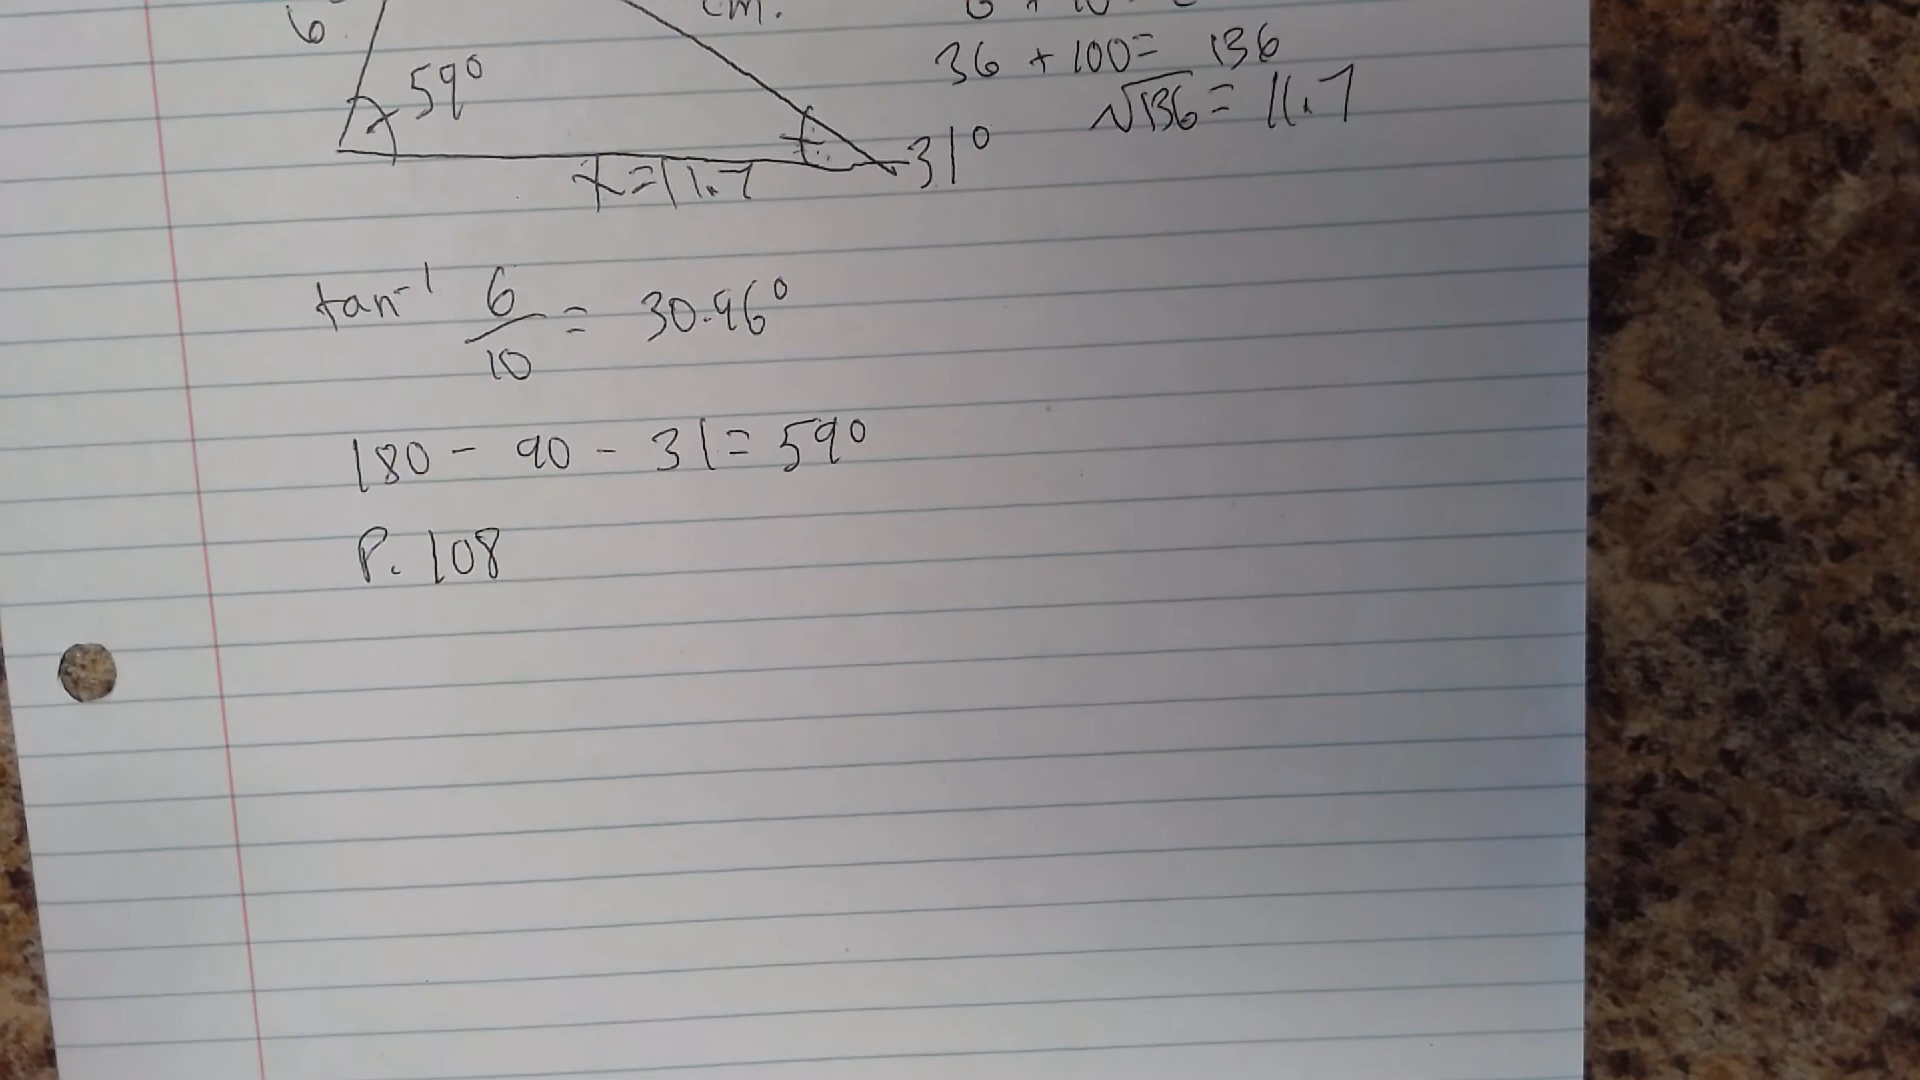 6
cm.
36 + 100 = 136
59°
√136 = 11.7
31°
x = 11.7
tan⁻¹ 6/10 = 30.96°
180 - 90 - 31 = 59°
P. 108